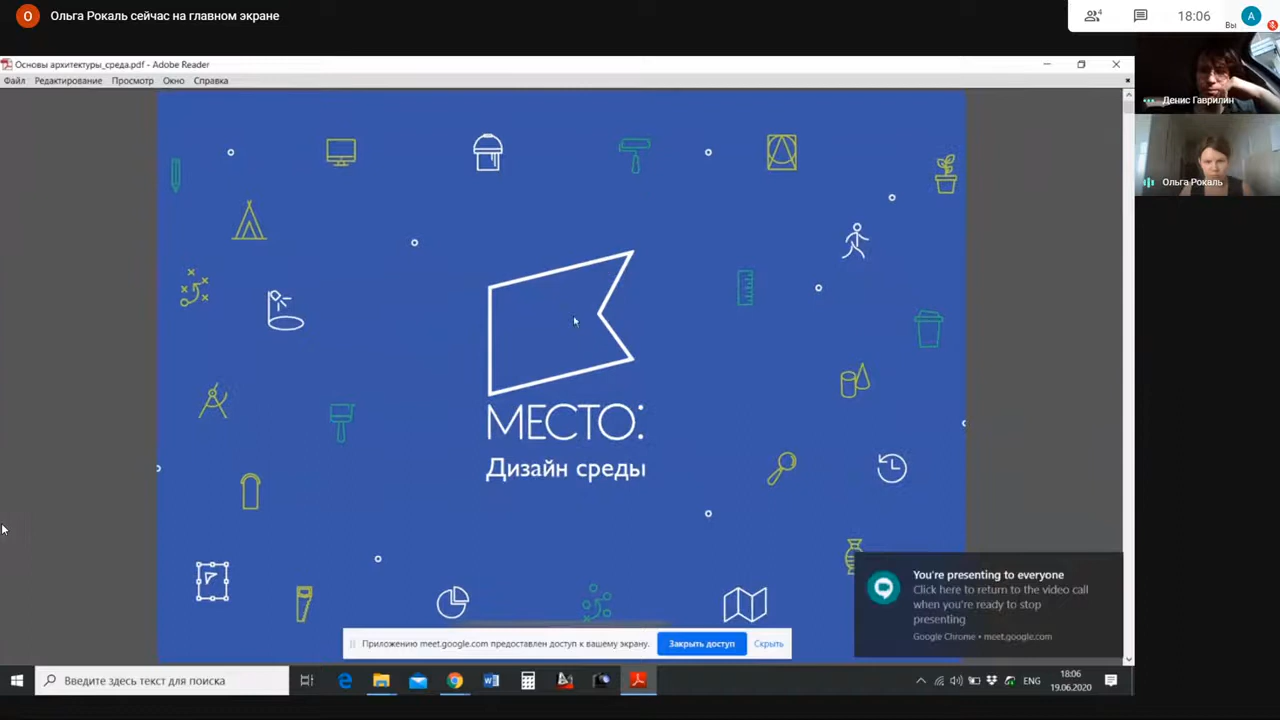 О
Ольга Рокаль сейчас на главном экране
4
18:06
Вы
А
Основы архитектуры_среда.pdf - Adobe Reader
Файл Редактирование Просмотр Окно Справка
Денис Гаврилин
Ольга Рокаль
МЕСТО:
Дизайн среды
You're presenting to everyone
Click here to return to the video call
when you're ready to stop
presenting
Google Chrome • meet.google.com
Приложению meet.google.com предоставлен доступ к вашему экрану. Закрыть доступ Скрыть
Введите здесь текст для поиска
ENG
18:06
19.06.2020